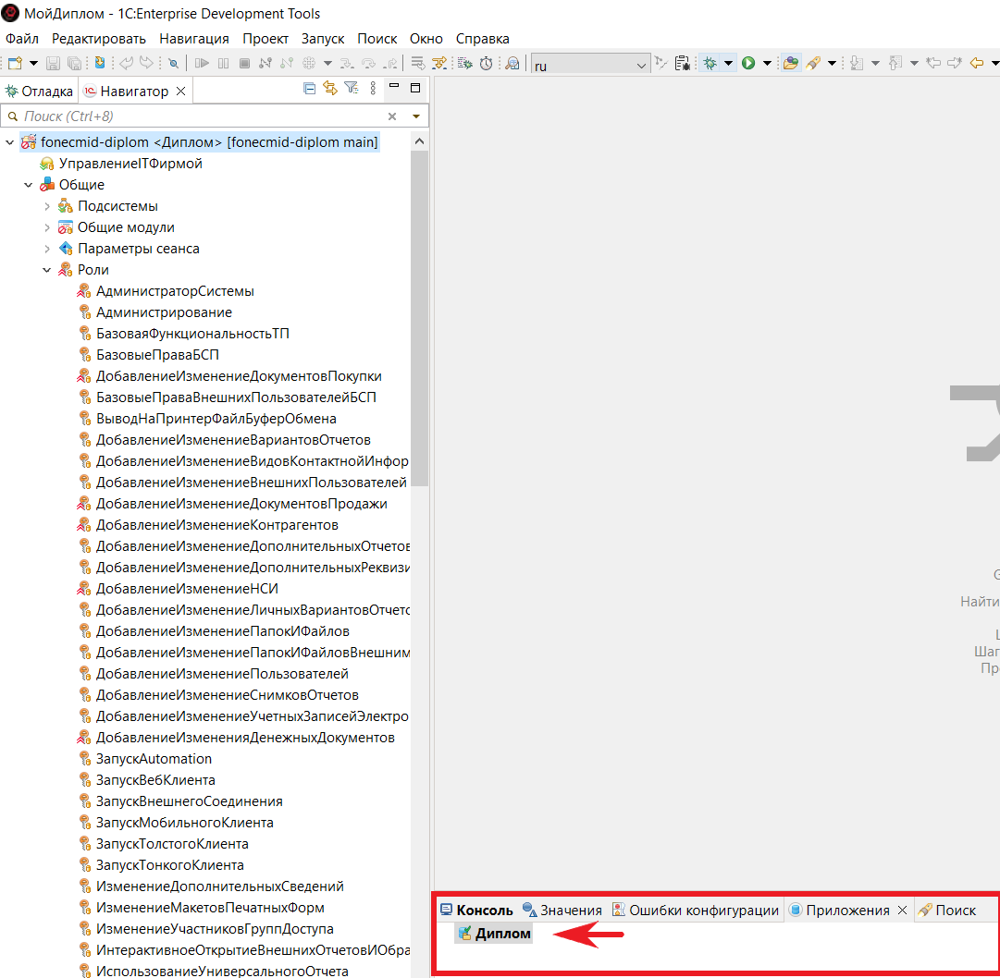 МойДиплом - 1C:Enterprise Development Tools
Файл Редактировать Навигация Проект Запуск Поиск Окно Справка
ru
Отладка Навигатор
Поиск (Ctrl+8)
fonecmid-diplom <Диплом> [fonecmid-diplom main]
УправлениеITФирмой
Общие
Подсистемы
Общие модули
Параметры сеанса
Роли
АдминистраторСистемы
Администрирование
БазоваяФункциональностьТП
БазовыеПраваБСП
ДобавлениеИзменениеДокументовПокупки
БазовыеПраваВнешнихПользователейБСП
ВыводНаПринтерФайлБуферОбмена
ДобавлениеИзменениеВариантовОтчетов
ДобавлениеИзменениеВидовКонтактнойИнфор
ДобавлениеИзменениеВнешнихПользователей
ДобавлениеИзменениеДокументовПродажи
ДобавлениеИзменениеКонтрагентов
ДобавлениеИзменениеДополнительныхОтчетов
ДобавлениеИзменениеДополнительныхРеквизи
ДобавлениеИзменениеНСИ
ДобавлениеИзменениеЛичныхВариантовОтчетс
ДобавлениеИзменениеПапокИФайлов
ДобавлениеИзменениеПапокИФайловВнешним
ДобавлениеИзменениеПользователей
ДобавлениеИзменениеСнимковОтчетов
ДобавлениеИзменениеУчетныхЗаписейЭлектро
ДобавлениеИзмененияДенежныхДокументов
ЗапускAutomation
ЗапускВебКлиента
ЗапускВнешнегоСоединения
ЗапускМобильногоКлиента
ЗапускТолстогоКлиента
ЗапускТонкогоКлиента
ИзменениеДополнительныхСведений
ИзменениеМакетовПечатныхФорм
ИзменениеУчастниковГруппДоступа
ИнтерактивноеОткрытиеВнешнихОтчетовИОбра
ИспользованиеУниверсальногоОтчета
Найти
Шаг
Пр
Консоль Значения Ошибки конфигурации Приложения Поиск
Диплом